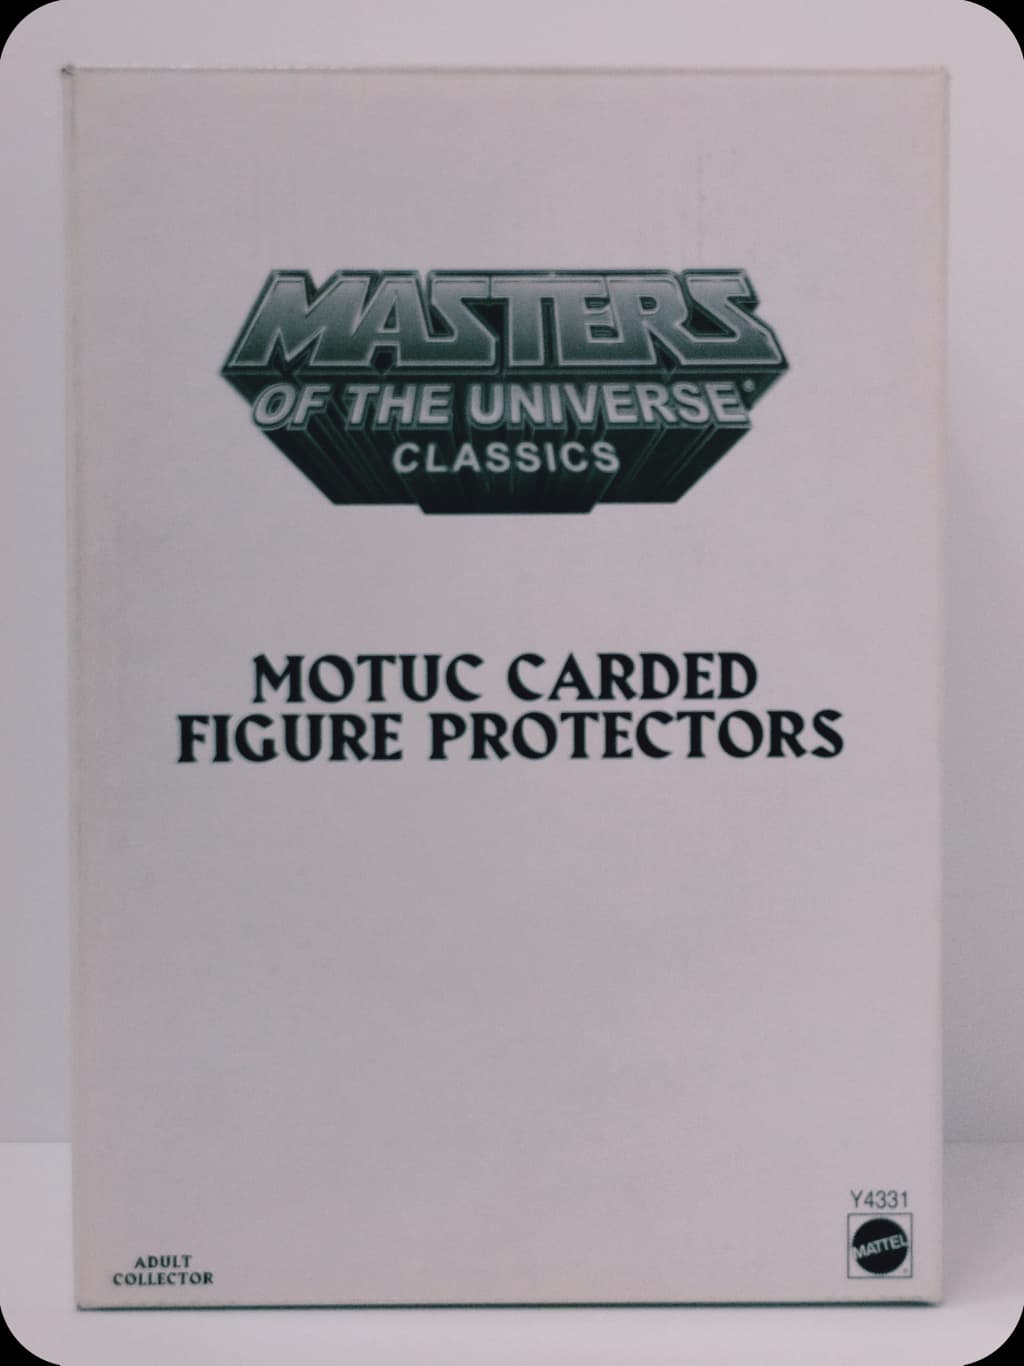 MASTERS
OF THE UNIVERSE®
CLASSICS
MOTUC CARDED
FIGURE PROTECTORS
Y4331
MATTEL
ADULT
COLLECTOR